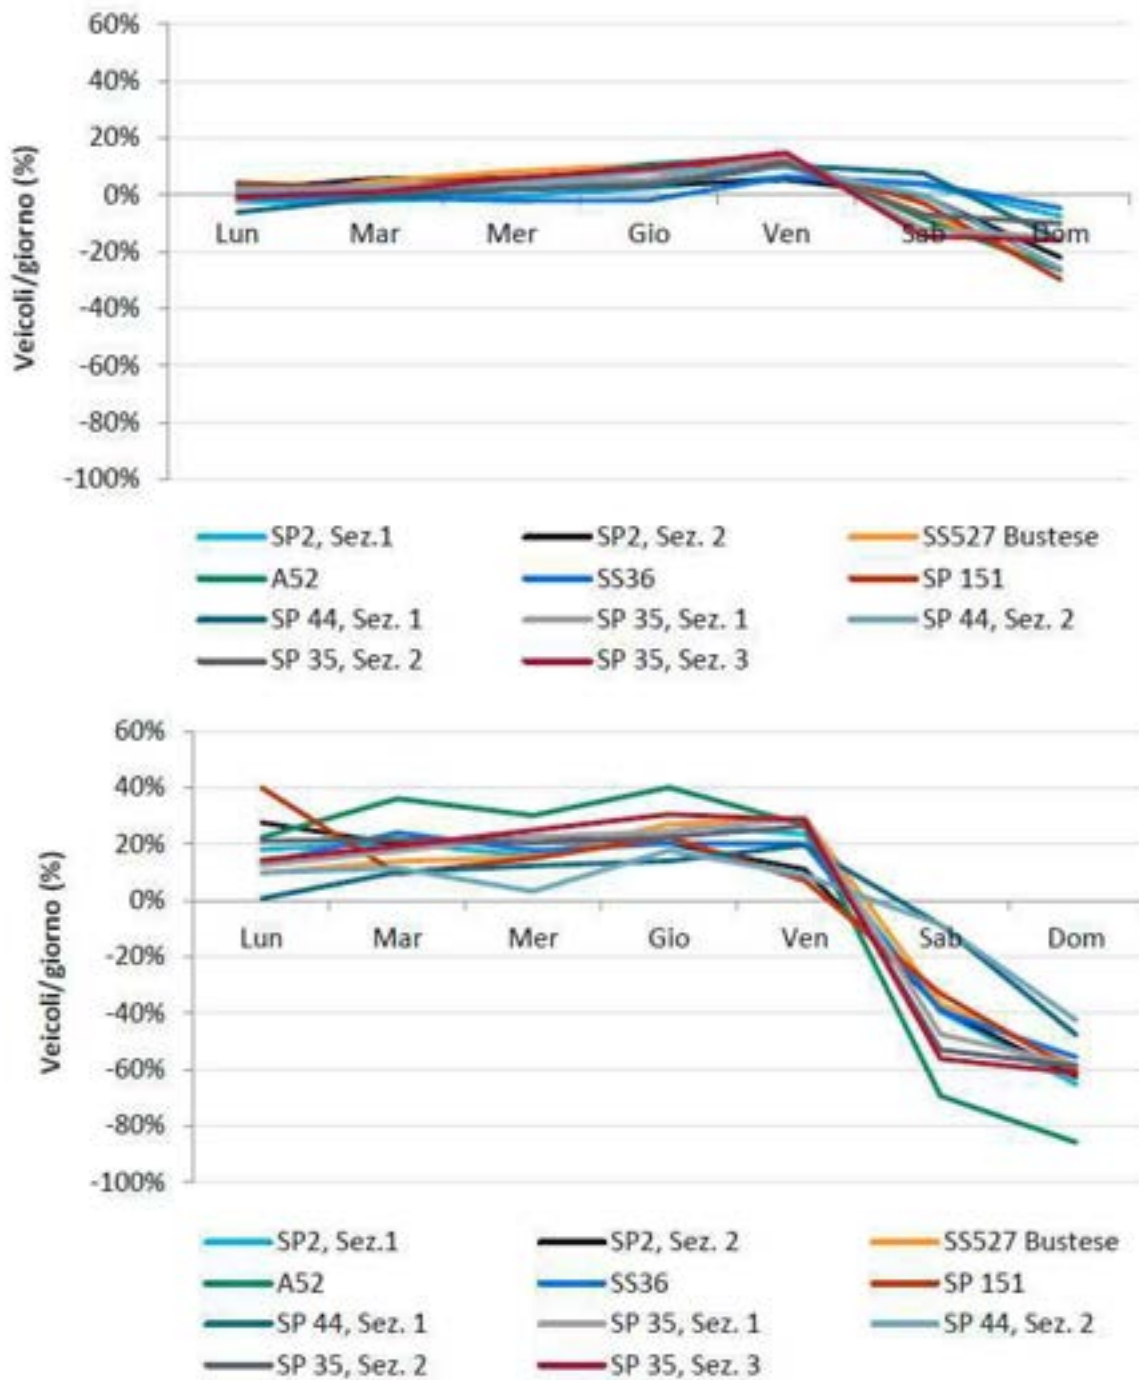 60%
40%
20%
0%
-20%
-40%
-60%
-80%
-100%
Veicoli/giorno (%)
Lun Mar Mer Gio Ven Sab Dom
SP2, Sez.1 SP2, Sez. 2 SS527 Bustese
A52 SS36 SP 151
SP 44, Sez. 1 SP 35, Sez. 1 SP 44, Sez. 2
SP 35, Sez. 2 SP 35, Sez. 3
60%
40%
20%
0%
-20%
-40%
-60%
-80%
-100%
Veicoli/giorno (%)
Lun Mar Mer Gio Ven Sab Dom
SP2, Sez.1 SP2, Sez. 2 SS527 Bustese
A52 SS36 SP 151
SP 44, Sez. 1 SP 35, Sez. 1 SP 44, Sez. 2
SP 35, Sez. 2 SP 35, Sez. 3